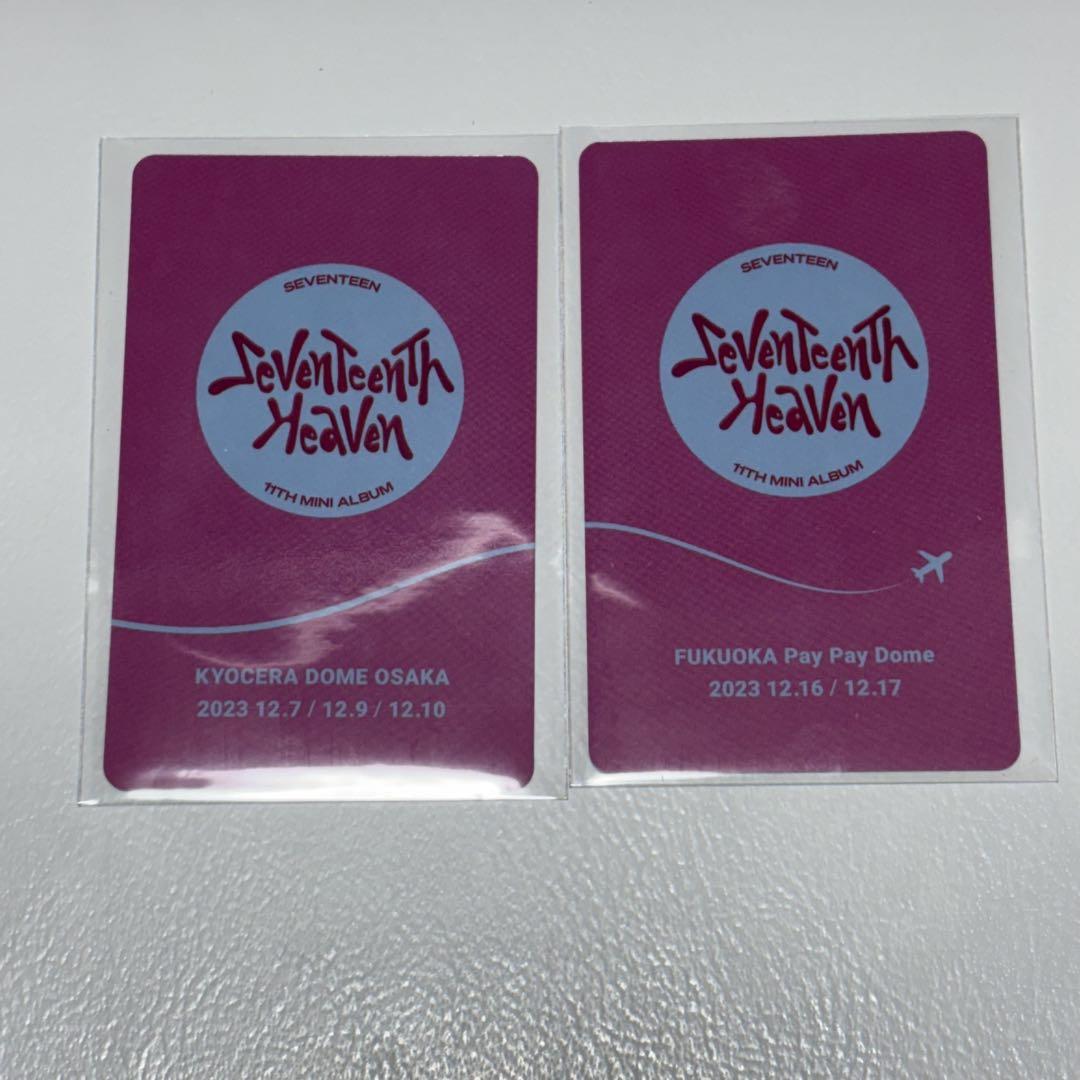 SEVENTEEN
SeVenTeenTh
Heaven
11TH MINI ALBUM
KYOCERA DOME OSAKA
2023 12.7 / 12.9 / 12.10
SEVENTEEN
SeVenTeenTh
Heaven
11TH MINI ALBUM
FUKUOKA Pay Pay Dome
2023 12.16 / 12.17